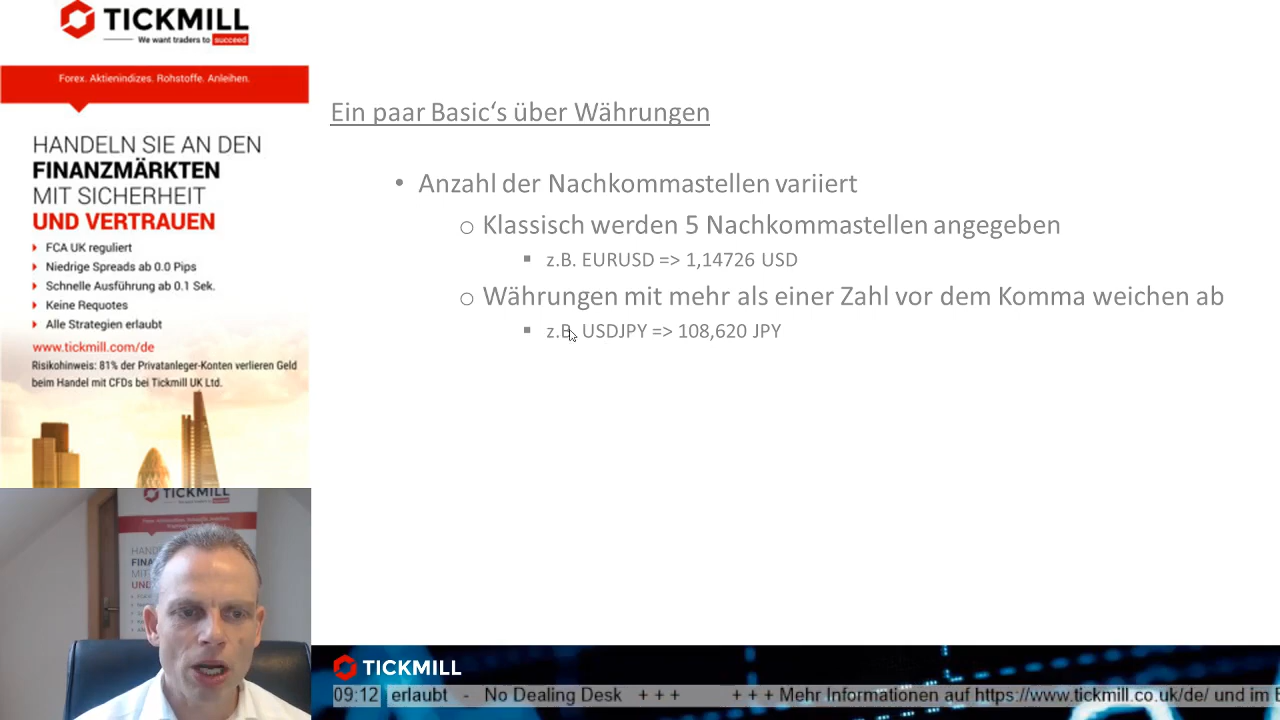 TICKMILL
We want traders to succeed
Forex. Aktienindizes. Rohstoffe. Anleihen.
HANDELN SIE AN DEN
FINANZMÄRKTEN
MIT SICHERHEIT
UND VERTRAUEN
FCA UK reguliert
Niedrige Spreads ab 0.0 Pips
Schnelle Ausführung ab 0.1 Sek.
Keine Requotes
Alle Strategien erlaubt
www.tickmill.com/de
Risikohinweis: 81% der Privatanleger-Konten verlieren Geld
beim Handel mit CFDs bei Tickmill UK Ltd.
Ein paar Basic‘s über Währungen
• Anzahl der Nachkommastellen variiert
o Klassisch werden 5 Nachkommastellen angegeben
▪ z.B. EURUSD => 1,14726 USD
o Währungen mit mehr als einer Zahl vor dem Komma weichen ab
▪ z.B. USDJPY => 108,620 JPY
TICKMILL
HAND
FINA
MIT
UND
TICKMILL
09:12 erlaubt - No Dealing Desk + + + + + + Mehr Informationen auf https://www.tickmill.co.uk/de/ und im